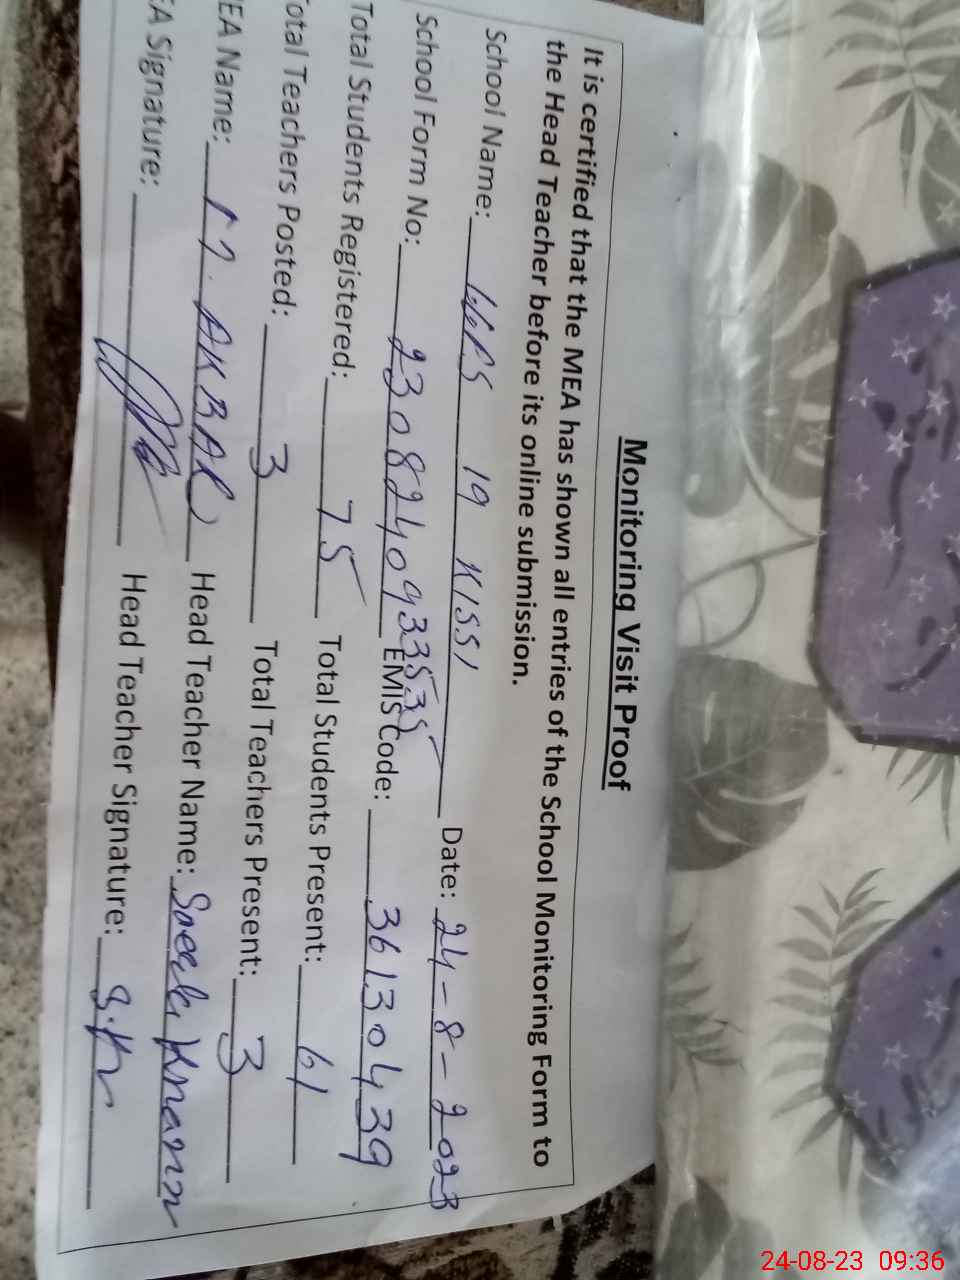 Monitoring Visit Proof
It is certified that the MEA has shown all entries of the School Monitoring Form to
the Head Teacher before its online submission.
School Name: 19 KISSI Date: 24-8-2023
School Form No: 230824093535 EMIS Code: 36130439
Total Students Registered: 75 Total Students Present: 61
otal Teachers Posted: 3 Total Teachers Present: 3
EA Name: M. AKBAR Head Teacher Name:
EA Signature: Head Teacher Signature:
24-08-23 09:36